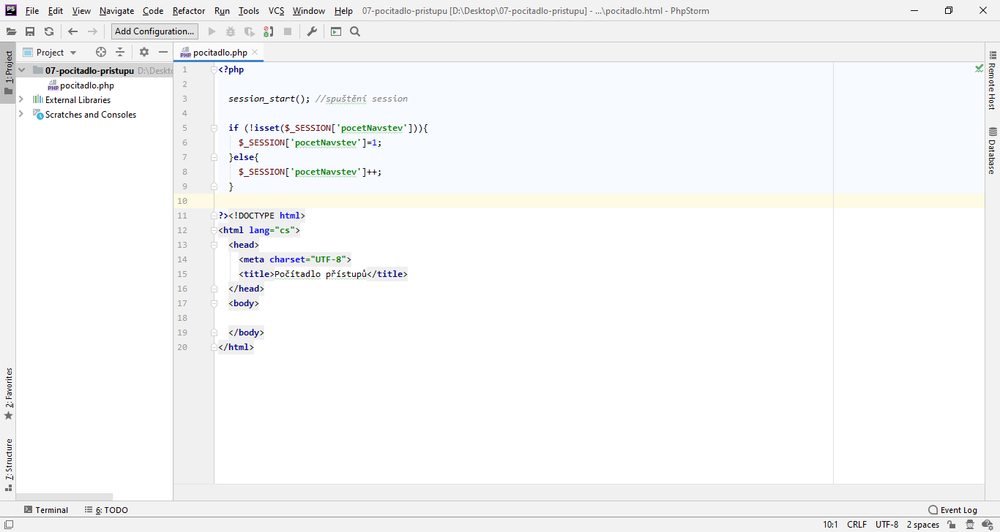 PS File Edit View Navigate Code Refactor Run Tools VCS Window Help 07-pocitadlo-pristupu [D:\Desktop\07-pocitadlo-pristupu] - ...\pocitadlo.html - PhpStorm
Add Configuration...
1: Project
Project
07-pocitadlo-pristupu
pocitadlo.php
External Libraries
Scratches and Consoles
2: Favorites
7: Structure
pocitadlo.php
1 <?php
2
3 session_start(); //spuštění session
4
5 if (!isset($_SESSION['pocetNavstev'])){
6 $_SESSION['pocetNavstev']=1;
7 }else{
8 $_SESSION['pocetNavstev']++;
9 }
10
11 ?><!DOCTYPE html>
12 <html lang="cs">
13 <head>
14 <meta charset="UTF-8">
15 <title>Počítadlo přístupů</title>
16 </head>
17 <body>
18
19 </body>
20 </html>
Remote Host
Database
Terminal 6: TODO Event Log
10:1 CRLF UTF-8 2 spaces